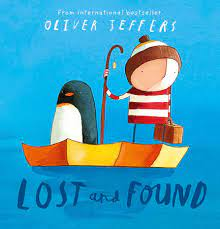 From international bestseller
OLIVER JEFFERS
LOST and FOUND